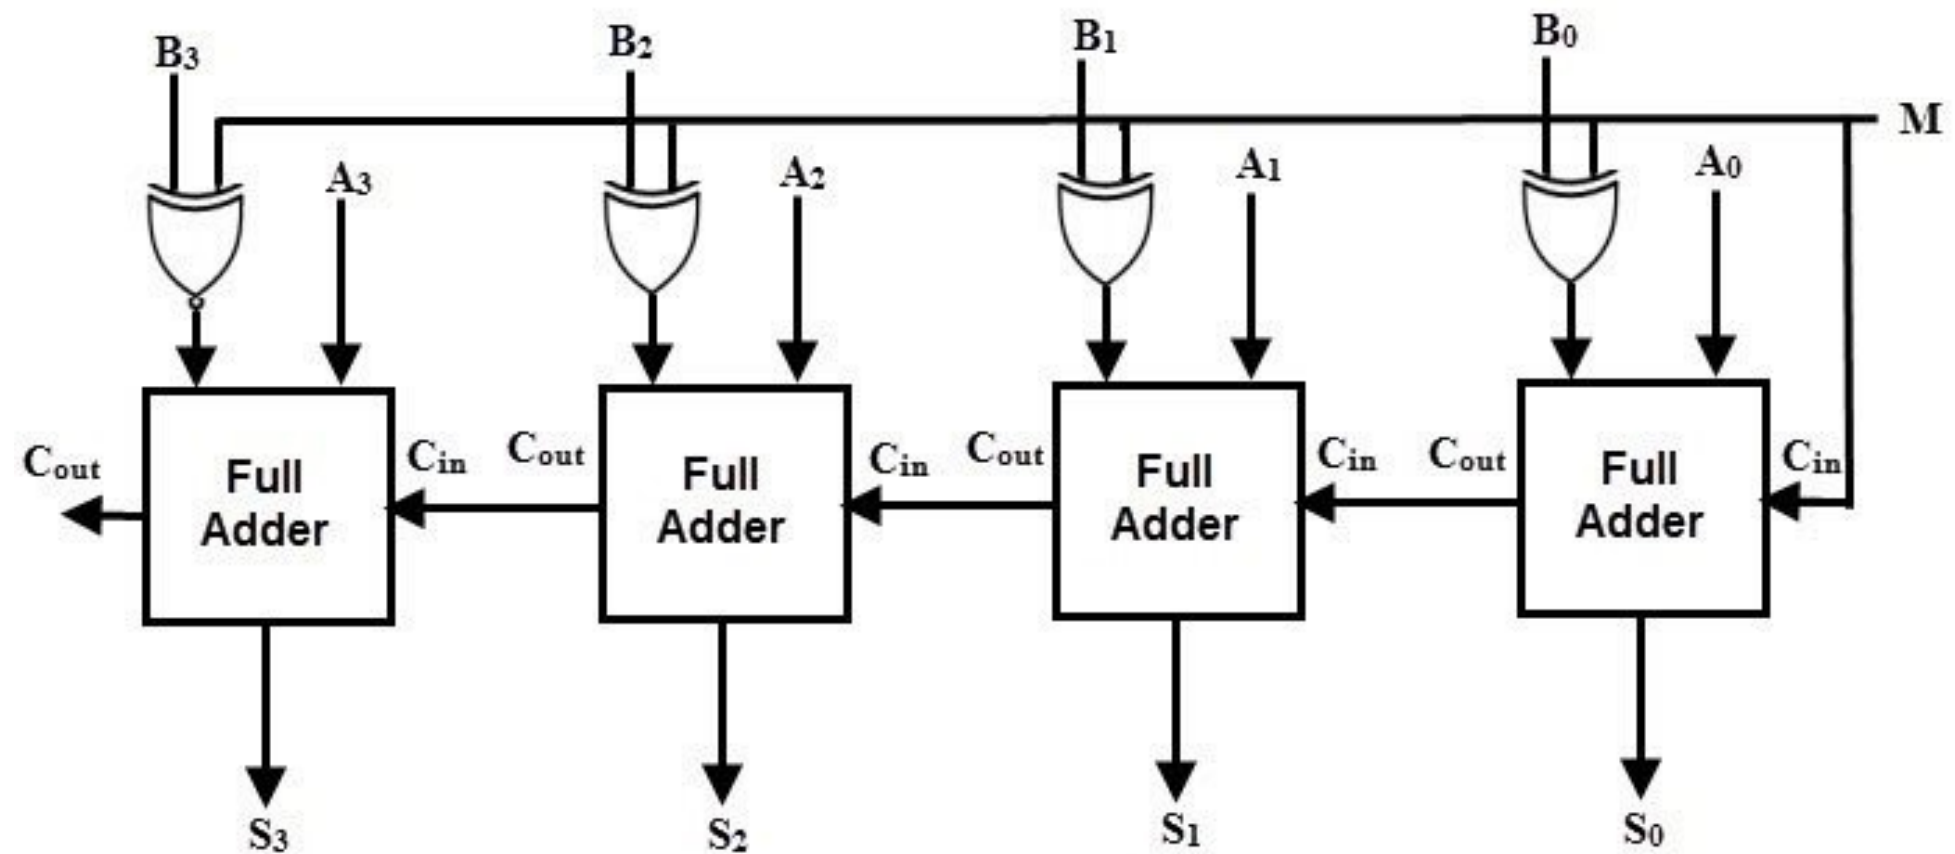 B3 B2 B1 B0
M
A3 A2 A1 A0
Cout Cin Cout Cin Cout Cin Cout Cin
Full Adder
Full Adder
Full Adder
Full Adder
S3 S2 S1 S0